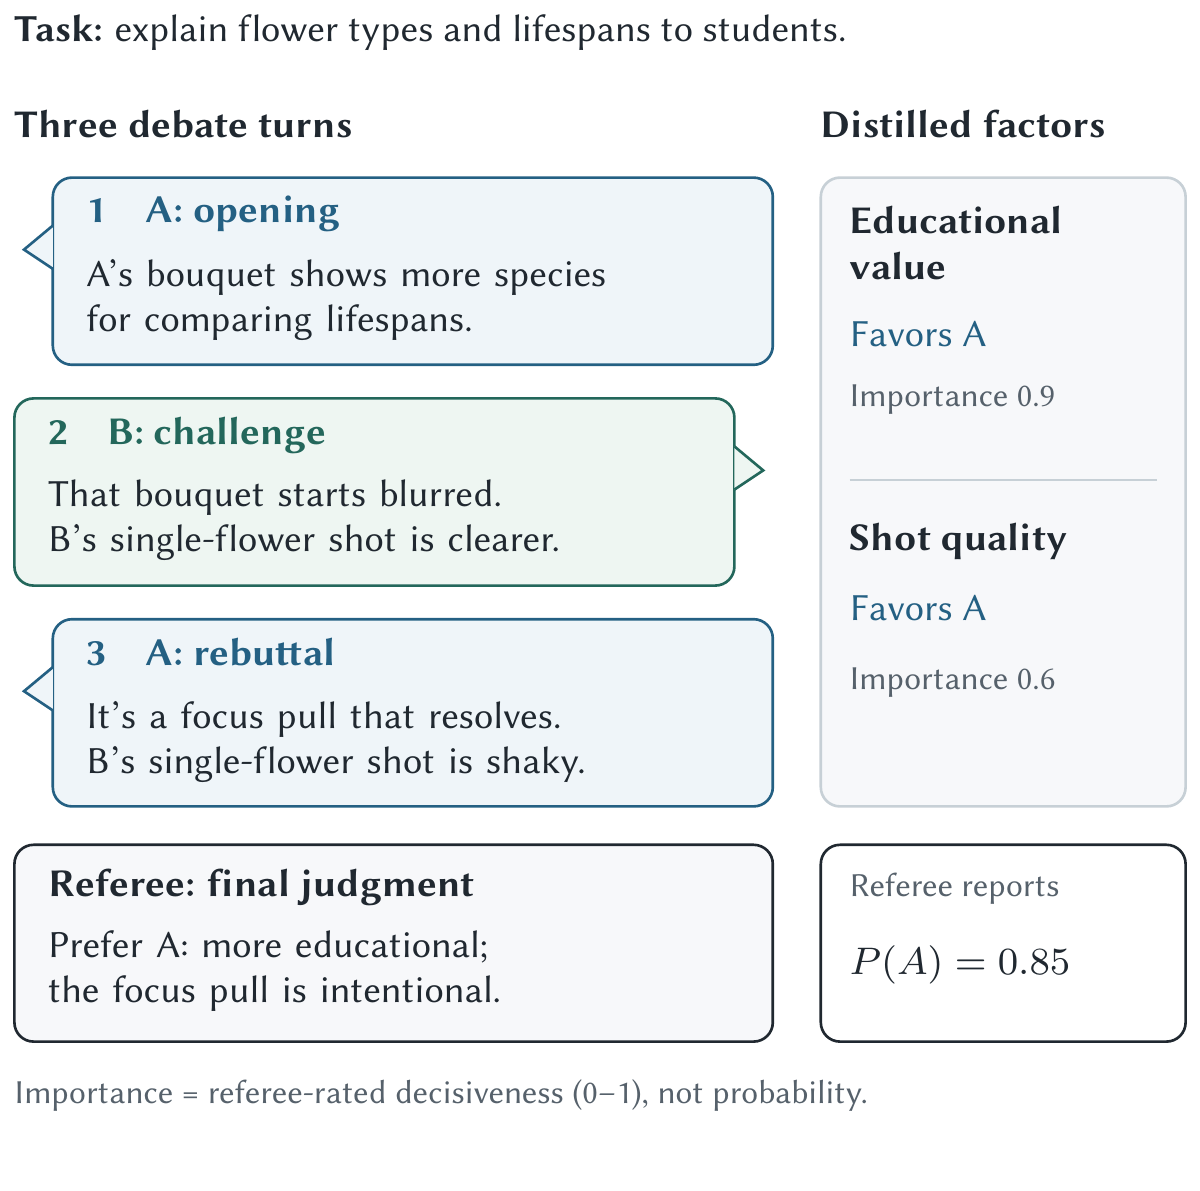 Task: explain flower types and lifespans to students.
Three debate turns
1 A: opening
A’s bouquet shows more species
for comparing lifespans.
2 B: challenge
That bouquet starts blurred.
B’s single-flower shot is clearer.
3 A: rebuttal
It’s a focus pull that resolves.
B’s single-flower shot is shaky.
Referee: final judgment
Prefer A: more educational;
the focus pull is intentional.
Distilled factors
Educational
value
Favors A
Importance 0.9
Shot quality
Favors A
Importance 0.6
Referee reports
P(A) = 0.85
Importance = referee-rated decisiveness (0–1), not probability.